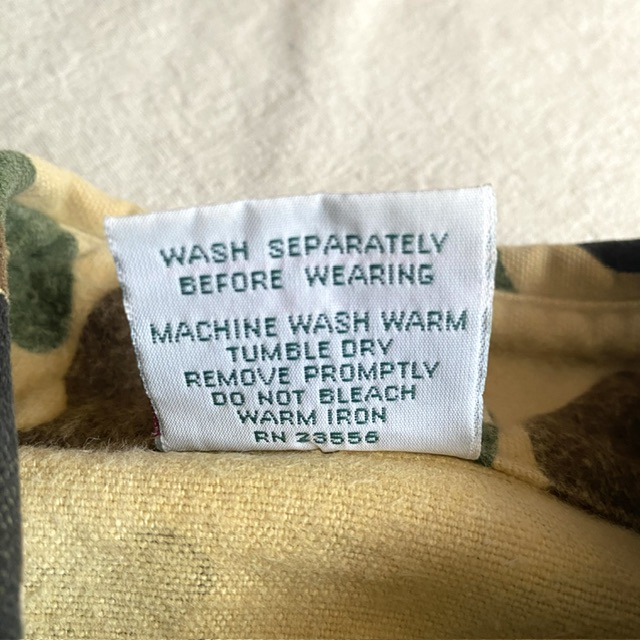 WASH SEPARATELY
BEFORE WEARING
MACHINE WASH WARM
TUMBLE DRY
REMOVE PROMPTLY
DO NOT BLEACH
WARM IRON
RN 23556